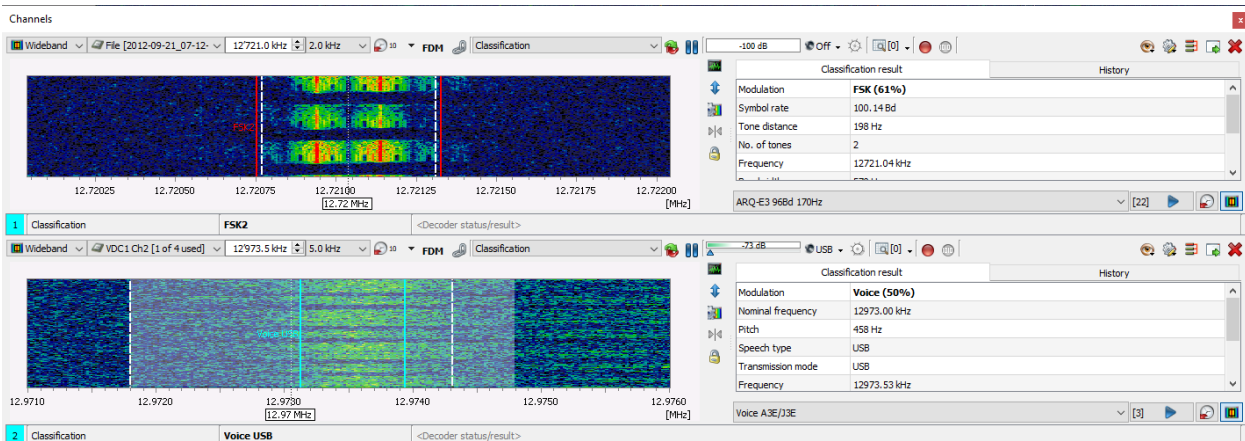 Channels x
Wideband File [2012-09-21_07-12- 12'721.0 kHz 2.0 kHz 10 FDM Classification -100 dB Off [0]
Classification result History
Modulation FSK (61%)
Symbol rate 100.14 Bd
Tone distance 198 Hz
No. of tones 2
Frequency 12721.04 kHz
FSK2
12.72025 12.72050 12.72075 12.72100 12.72125 12.72150 12.72175 12.72200
12.72 MHz [MHz]
ARQ-E3 96Bd 170Hz [22]
1 Classification FSK2 <Decoder status/result>
Wideband VDC1 Ch2 [1 of 4 used] 12'973.5 kHz 5.0 kHz 10 FDM Classification -73 dB USB [0]
Classification result History
Modulation Voice (50%)
Nominal frequency 12973.00 kHz
Pitch 458 Hz
Speech type USB
Transmission mode USB
Frequency 12973.53 kHz
12.9710 12.9720 12.9730 12.9740 12.9750 12.9760
12.97 MHz [MHz]
Voice A3E/J3E [3]
2 Classification Voice USB <Decoder status/result>